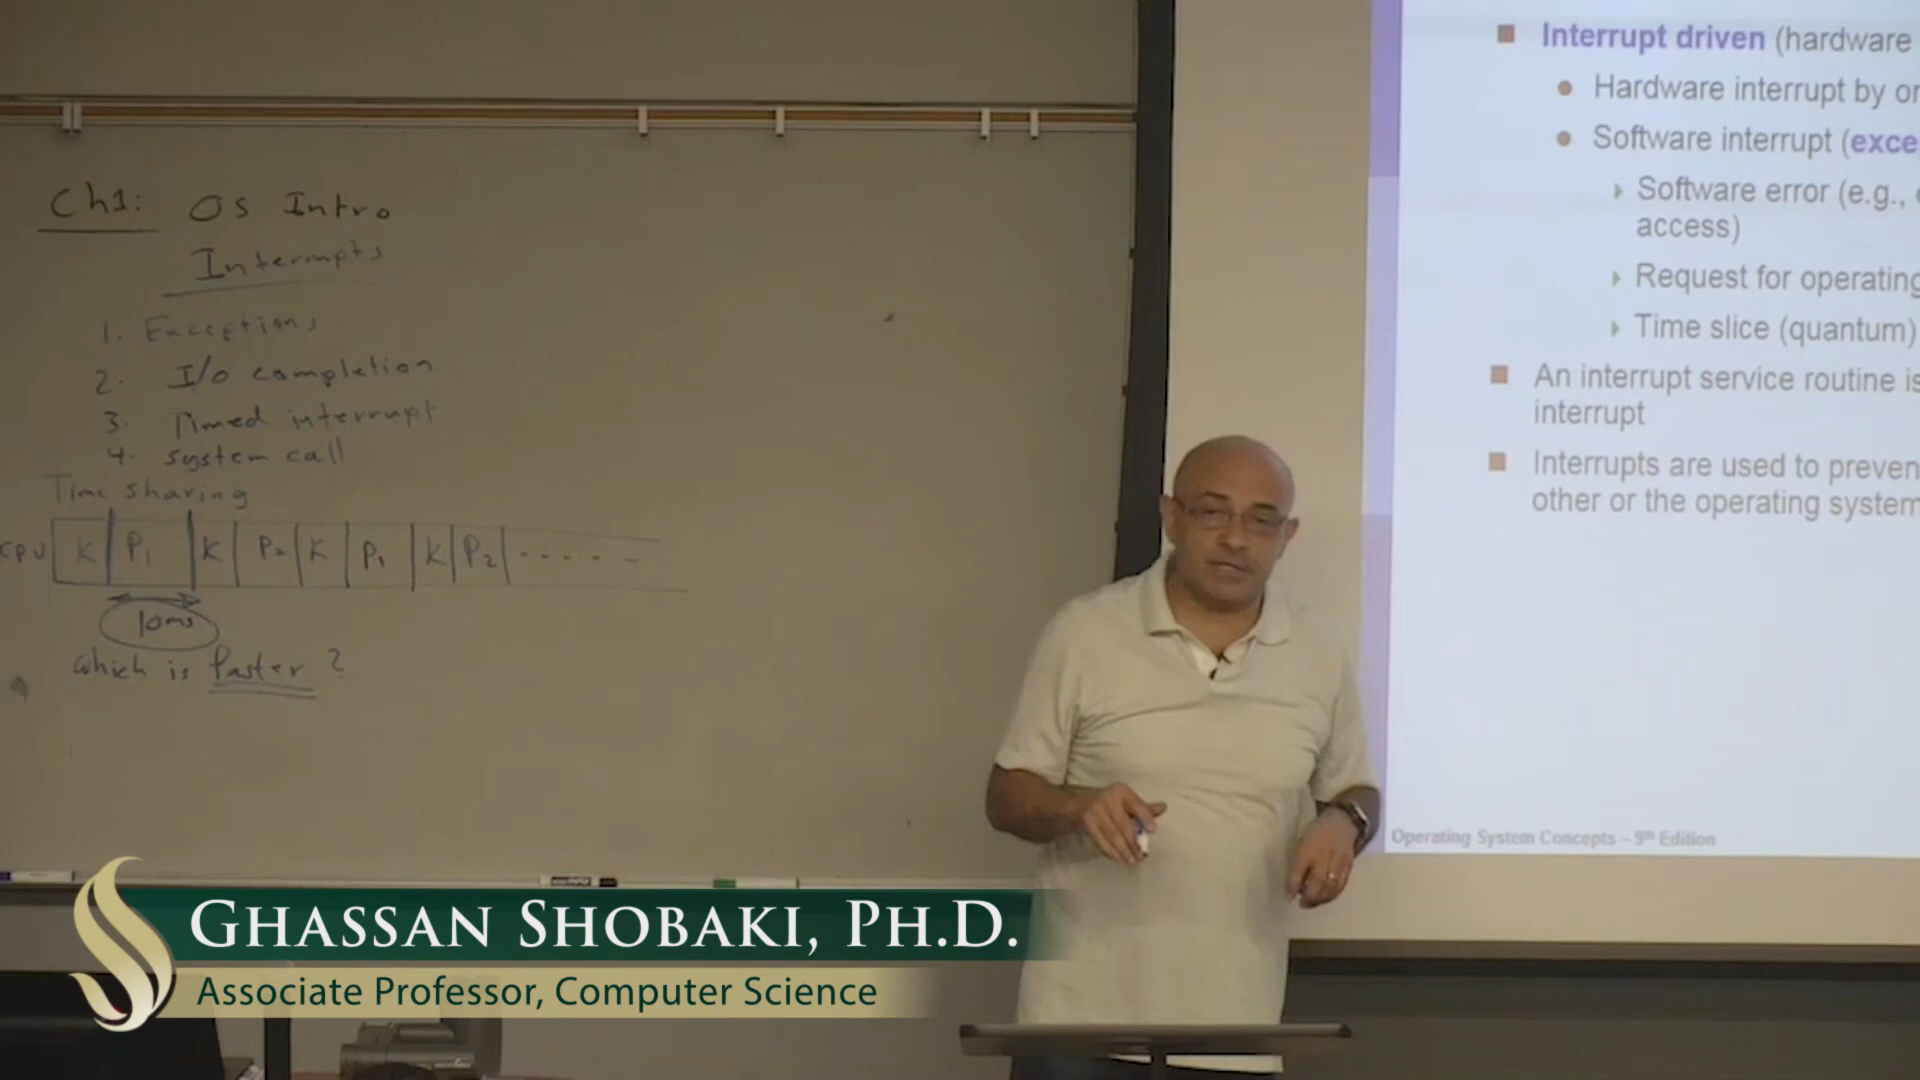 Ch1: OS Intro
Interrupts
1. Exceptions
2. I/o completion
3. Timed interrupt
4. system call
Time sharing
CPU K P1 K P2 K P1 K P2 - - - - -
10ms
which is faster ?
Interrupt driven (hardware
Hardware interrupt by or
Software interrupt (exce
Software error (e.g.,
access)
Request for operating
Time slice (quantum)
An interrupt service routine is
interrupt
Interrupts are used to preven
other or the operating system
Operating System Concepts – 9th Edition
GHASSAN SHOBAKI, PH.D.
Associate Professor, Computer Science